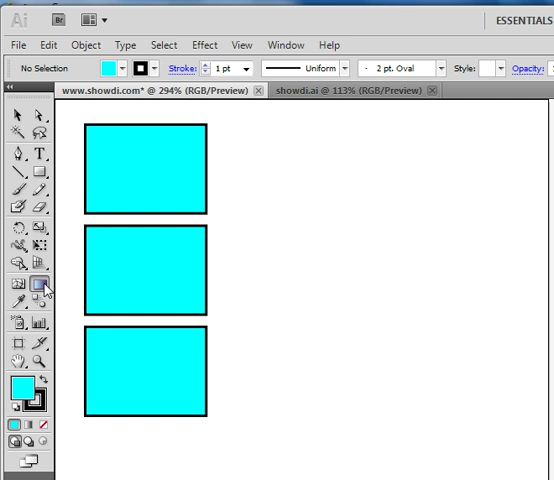 Ai Br ESSENTIALS
File Edit Object Type Select Effect View Window Help
No Selection Stroke: 1 pt Uniform 2 pt. Oval Style: Opacity:
www.showdi.com* @ 294% (RGB/Preview) showdi.ai @ 113% (RGB/Preview)